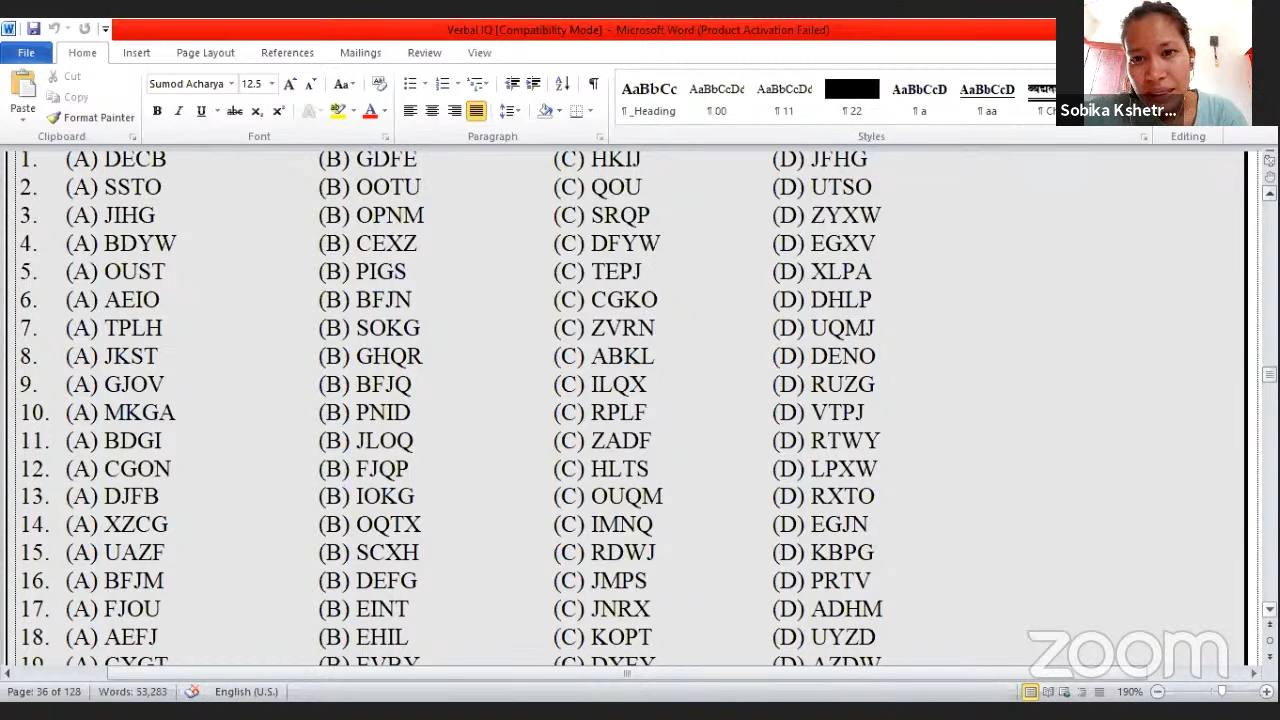 Verbal IQ [Compatibility Mode] - Microsoft Word (Product Activation Failed)
File Home Insert Page Layout References Mailings Review View
Cut
Copy
Format Painter
Paste
Sumod Acharya 12.5
AaBbCc AaBbCcDc AaBbCcDc AaBbCcD AaBbCcD
¶_Heading ¶ 00 ¶ 11 ¶ 22 ¶ a ¶ aa
Clipboard Font Paragraph Styles Editing
Sobika Kshetr...
1. (A) DECB (B) GDFE (C) HKIJ (D) JFHG
2. (A) SSTO (B) OOTU (C) QOU (D) UTSO
3. (A) JIHG (B) OPNM (C) SRQP (D) ZYXW
4. (A) BDYW (B) CEXZ (C) DFYW (D) EGXV
5. (A) OUST (B) PIGS (C) TEPJ (D) XLPA
6. (A) AEIO (B) BFJN (C) CGKO (D) DHLP
7. (A) TPLH (B) SOKG (C) ZVRN (D) UQMJ
8. (A) JKST (B) GHQR (C) ABKL (D) DENO
9. (A) GJOV (B) BFJQ (C) ILQX (D) RUZG
10. (A) MKGA (B) PNID (C) RPLF (D) VTPJ
11. (A) BDGI (B) JLOQ (C) ZADF (D) RTWY
12. (A) CGON (B) FJQP (C) HLTS (D) LPXW
13. (A) DJFB (B) IOKG (C) OUQM (D) RXTO
14. (A) XZCG (B) OQTX (C) IMNQ (D) EGJN
15. (A) UAZF (B) SCXH (C) RDWJ (D) KBPG
16. (A) BFJM (B) DEFG (C) JMPS (D) PRTV
17. (A) FJOU (B) EINT (C) JNRX (D) ADHM
18. (A) AEFJ (B) EHIL (C) KOPT (D) UYZD
zoom
Page: 36 of 128 Words: 53,283 English (U.S.) 190%